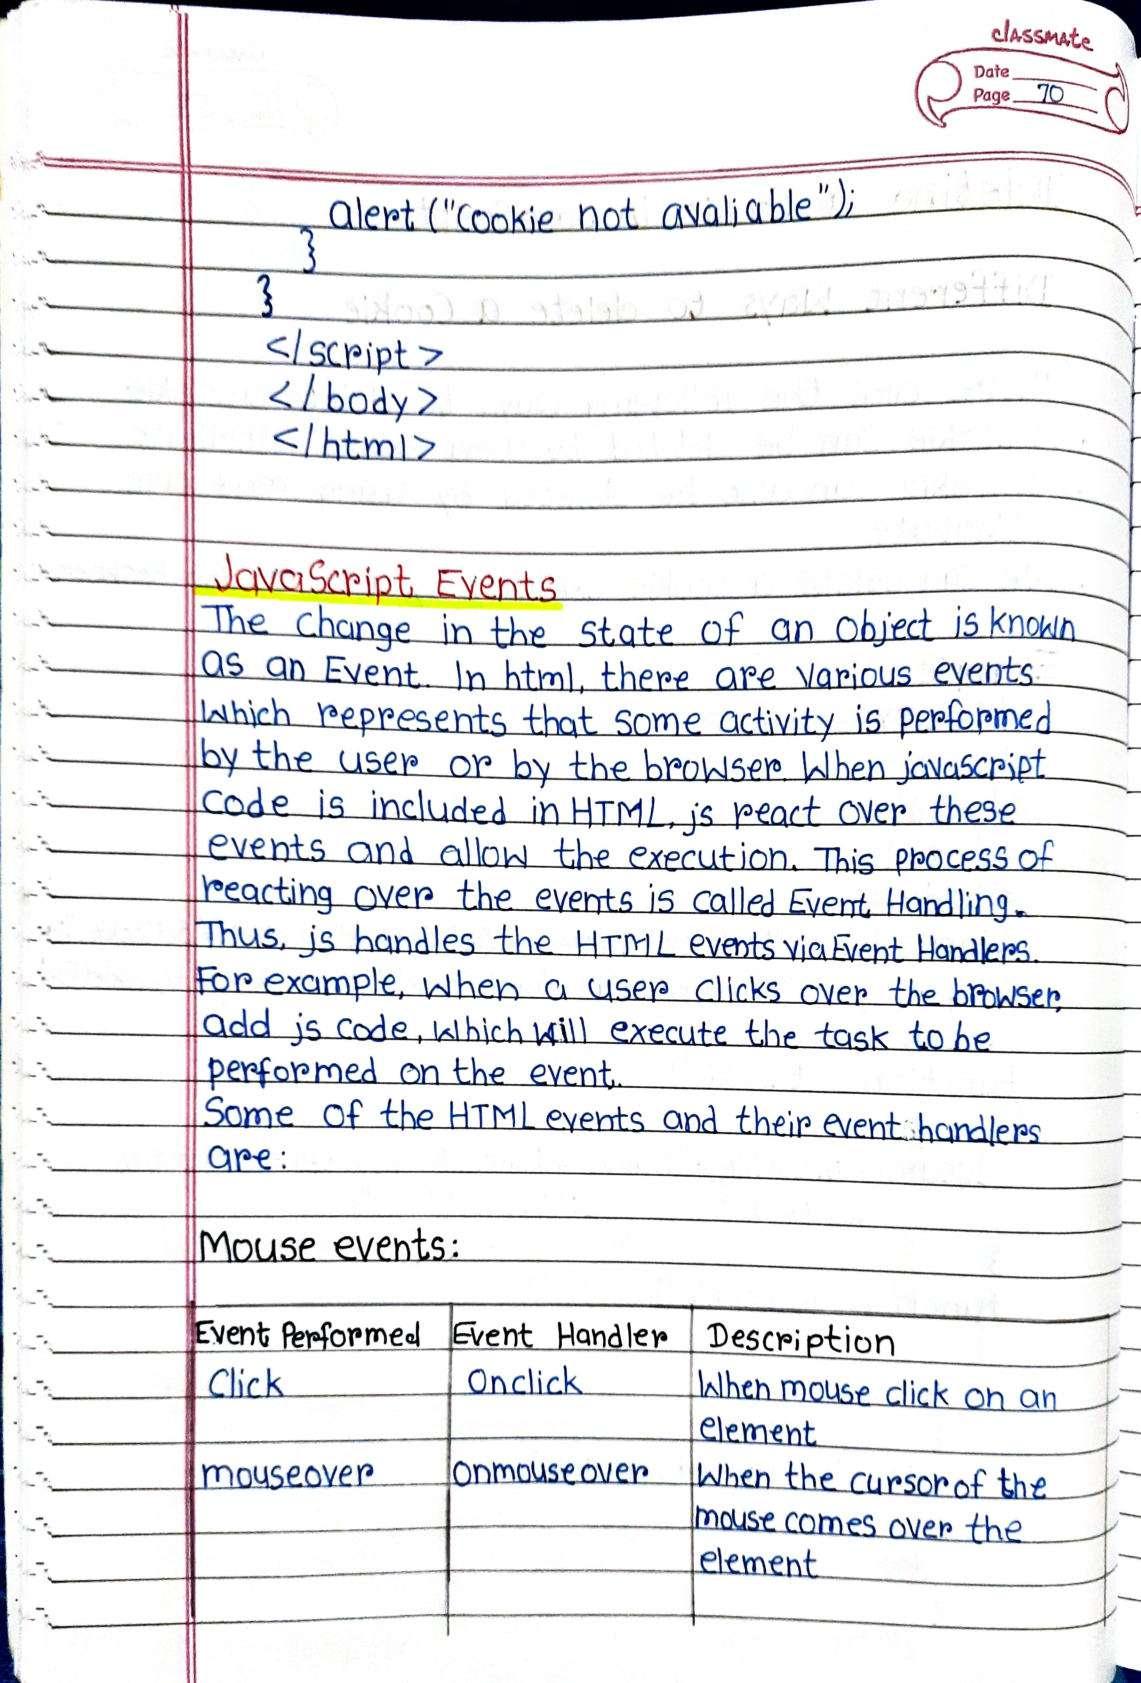 classmate
Date
Page 70
alert ("Cookie not avaliable");
}
}
</script>
</body>
</html>
JavaScript Events
The change in the state of an object is known
as an Event. In html, there are various events
which represents that some activity is performed
by the user or by the browser. When javascript
code is included in HTML, js react over these
events and allow the execution. This process of
reacting over the events is called Event Handling.
Thus, js handles the HTML events via Event Handlers.
For example, when a user clicks over the browser,
add js code, which will execute the task to be
performed on the event.
Some of the HTML events and their event handlers
are:
Mouse events:
Event Performed Event Handler Description
Click Onclick When mouse click on an
element
mouseover onmouseover When the cursor of the
mouse comes over the
element